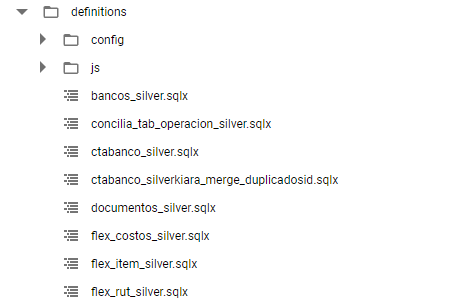 definitions
config
js
bancos_silver.sqlx
concilia_tab_operacion_silver.sqlx
ctabanco_silver.sqlx
ctabanco_silverkiara_merge_duplicadosid.sqlx
documentos_silver.sqlx
flex_costos_silver.sqlx
flex_item_silver.sqlx
flex_rut_silver.sqlx